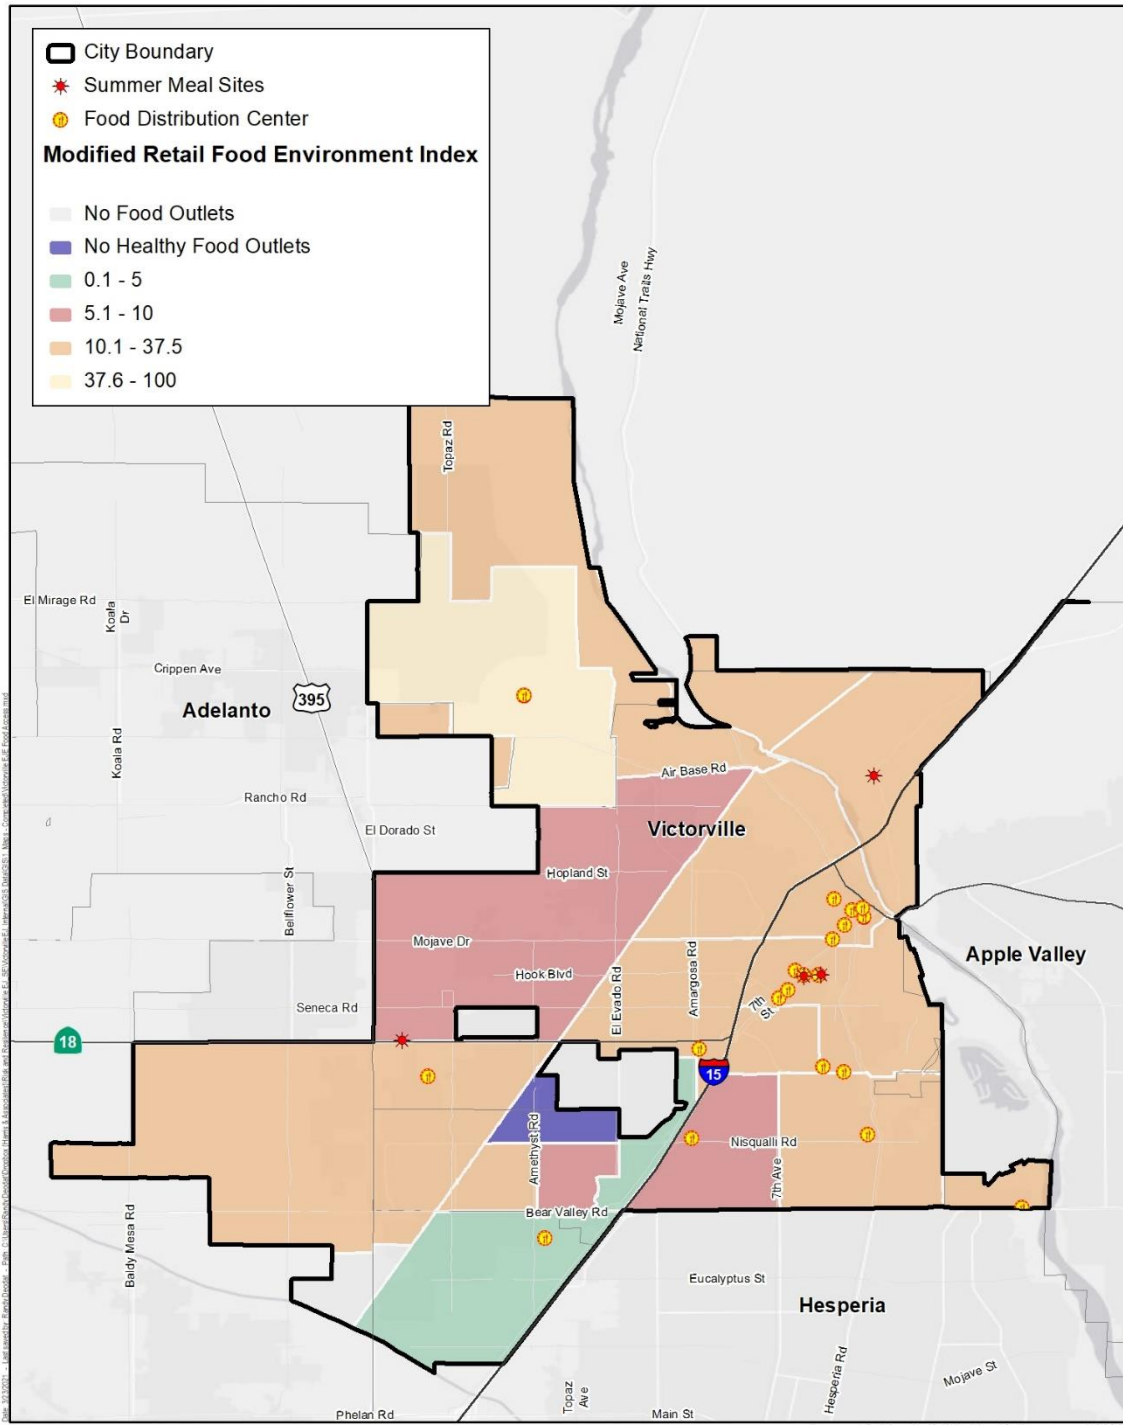 City Boundary
Summer Meal Sites
Food Distribution Center
Modified Retail Food Environment Index
No Food Outlets
No Healthy Food Outlets
0.1 - 5
5.1 - 10
10.1 - 37.5
37.6 - 100
Mojave Ave
National Trails Hwy
Topaz Rd
El Mirage Rd
Koala
Dr
Crippen Ave
Adelanto
395
Koala Rd
Air Base Rd
Rancho Rd
El Dorado St
Victorville
Hopland St
Bellflower St
Mojave Dr
Hook Blvd
El Evado Rd
Amargosa Rd
Apple Valley
Seneca Rd
7th
St
18
15
Amethyst Rd
Nisqualli Rd
7th Ave
Bear Valley Rd
Baldy Mesa Rd
Eucalyptus St
Hesperia
Hesperia Rd
Mojave St
Topaz
Ave
Phelan Rd
Main St